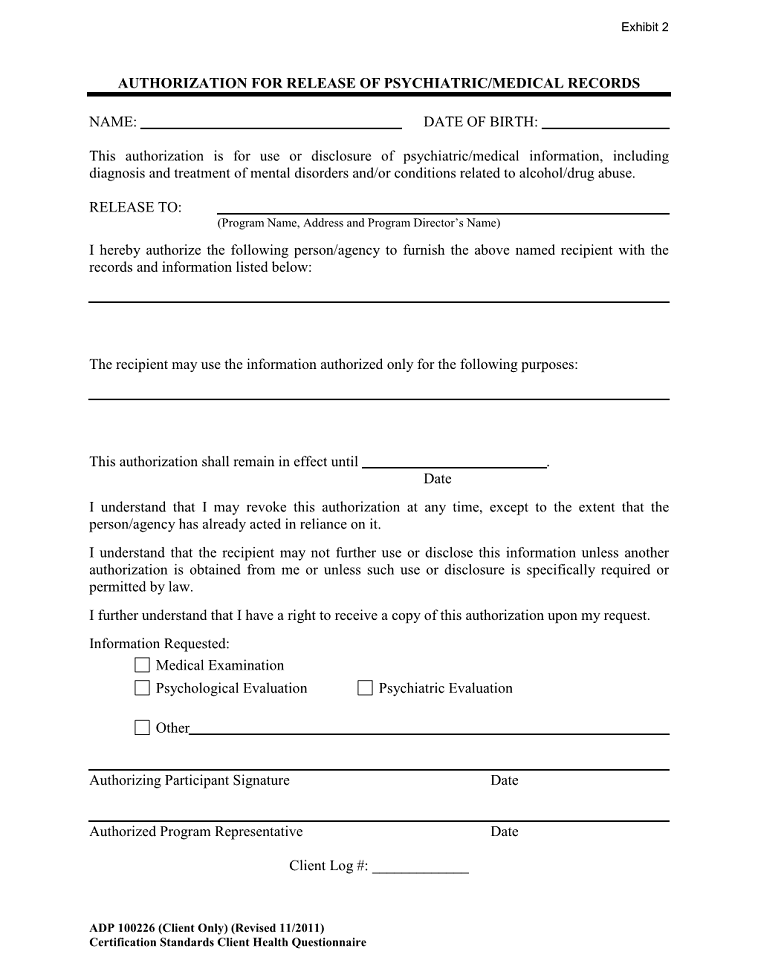 Exhibit 2
AUTHORIZATION FOR RELEASE OF PSYCHIATRIC/MEDICAL RECORDS
NAME: DATE OF BIRTH:
This authorization is for use or disclosure of psychiatric/medical information, including
diagnosis and treatment of mental disorders and/or conditions related to alcohol/drug abuse.
RELEASE TO:
(Program Name, Address and Program Director's Name)
I hereby authorize the following person/agency to furnish the above named recipient with the
records and information listed below:
The recipient may use the information authorized only for the following purposes:
This authorization shall remain in effect until ____________________.
Date
I understand that I may revoke this authorization at any time, except to the extent that the
person/agency has already acted in reliance on it.
I understand that the recipient may not further use or disclose this information unless another
authorization is obtained from me or unless such use or disclosure is specifically required or
permitted by law.
I further understand that I have a right to receive a copy of this authorization upon my request.
Information Requested:
Medical Examination
Psychological Evaluation Psychiatric Evaluation
Other
Authorizing Participant Signature Date
Authorized Program Representative Date
Client Log #: _____________
ADP 100226 (Client Only) (Revised 11/2011)
Certification Standards Client Health Questionnaire